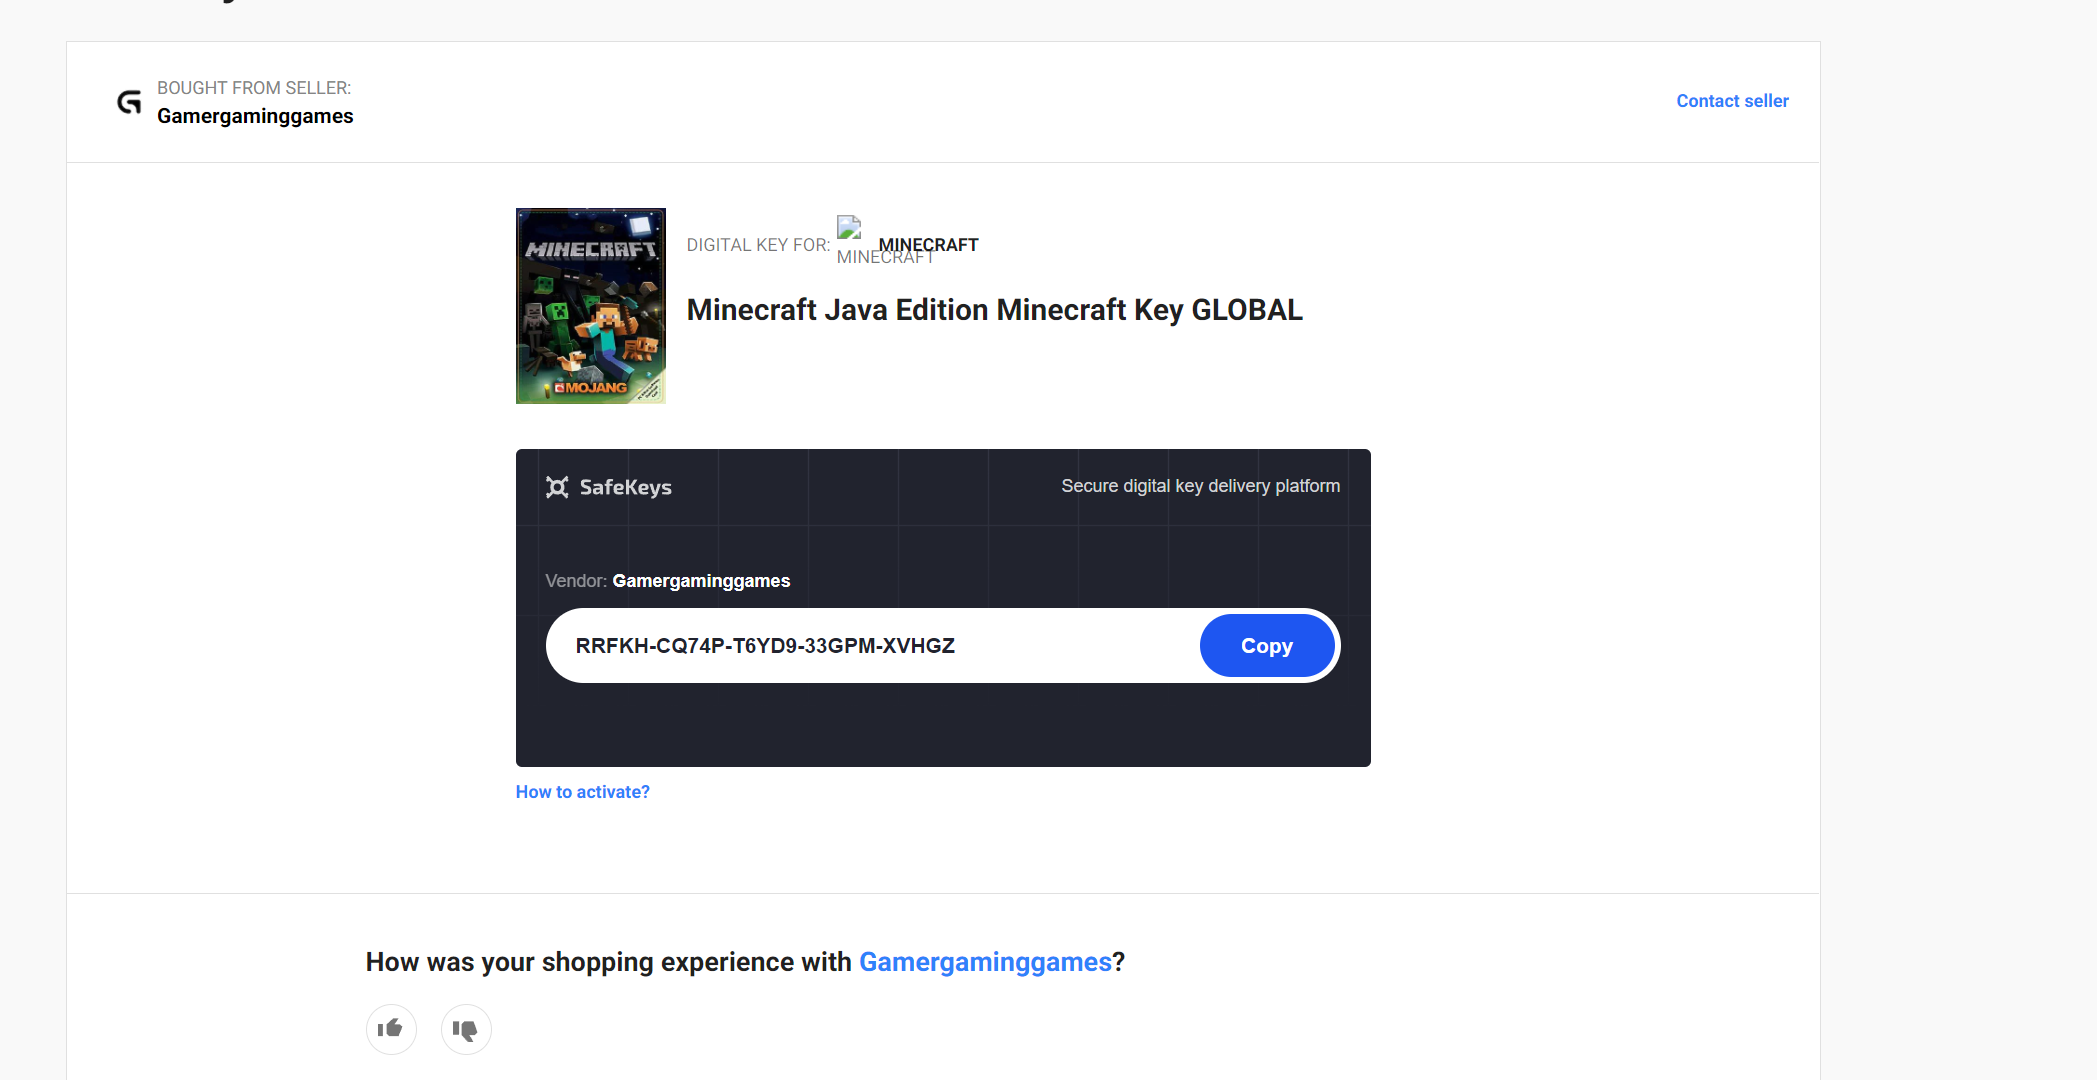 BOUGHT FROM SELLER:
Gamergaminggames
Contact seller
MINECRAFT
MOJANG
DIGITAL KEY FOR:
MINECRAFT
MINECRAFT
Minecraft Java Edition Minecraft Key GLOBAL
SafeKeys
Secure digital key delivery platform
Vendor: Gamergaminggames
RRFKH-CQ74P-T6YD9-33GPM-XVHGZ
Copy
How to activate?
How was your shopping experience with Gamergaminggames?